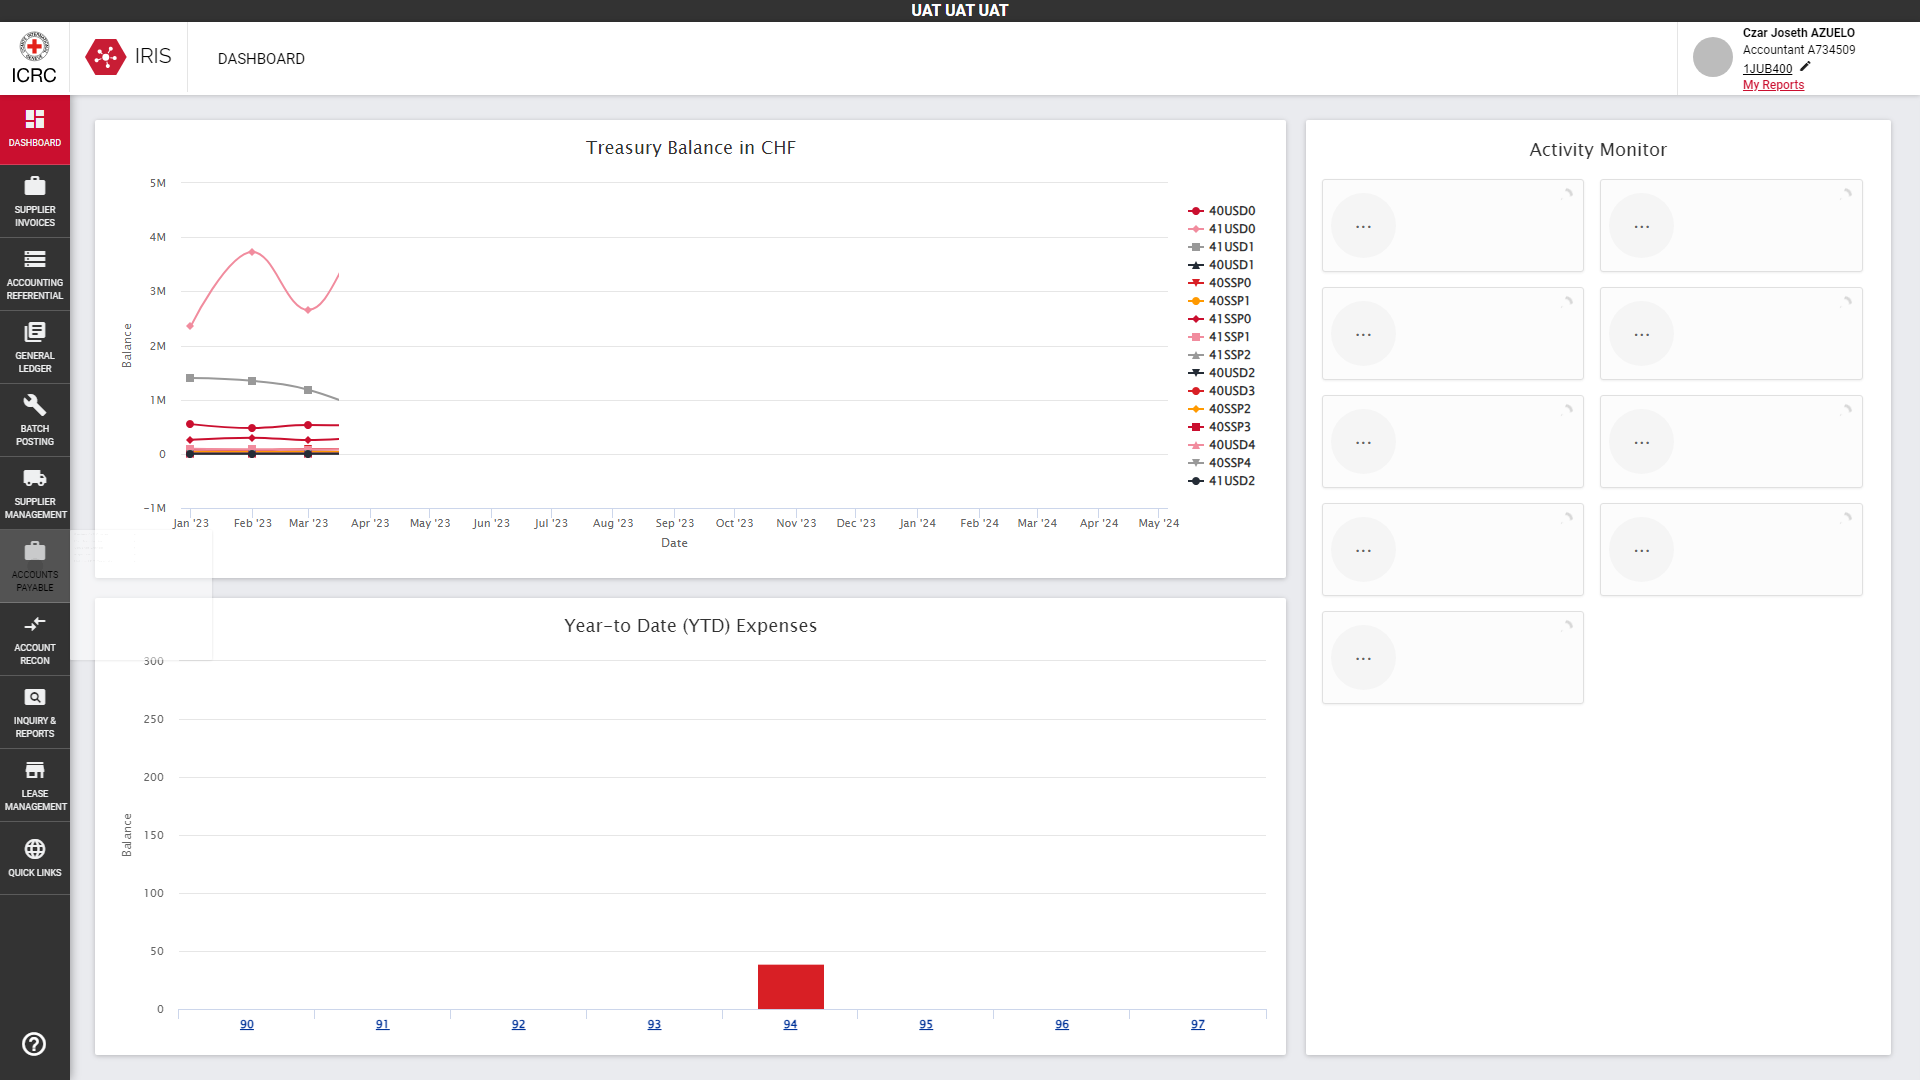 UAT UAT UAT
ICRC
IRIS
DASHBOARD
Czar Joseth AZUELO
Accountant A734509
1JUB400
My Reports
DASHBOARD
SUPPLIER
INVOICES
ACCOUNTING
REFERENTIAL
GENERAL
LEDGER
BATCH
POSTING
SUPPLIER
MANAGEMENT
ACCOUNTS
PAYABLE
ACCOUNT
RECON
INQUIRY &
REPORTS
LEASE
MANAGEMENT
QUICK LINKS
Treasury Balance in CHF
5M
4M
3M
2M
1M
0
-1M
Balance
Jan '23 Feb '23 Mar '23 Apr '23 May '23 Jun '23 Jul '23 Aug '23 Sep '23 Oct '23 Nov '23 Dec '23 Jan '24 Feb '24 Mar '24 Apr '24 May '24
Date
40USD0
41USD0
41USD1
40USD1
40SSP0
40SSP1
41SSP0
41SSP1
41SSP2
40USD2
40USD3
40SSP2
40SSP3
40USD4
40SSP4
41USD2
Year-to Date (YTD) Expenses
300
250
200
150
100
50
0
Balance
90 91 92 93 94 95 96 97
Activity Monitor
... ...
... ...
... ...
... ...
...